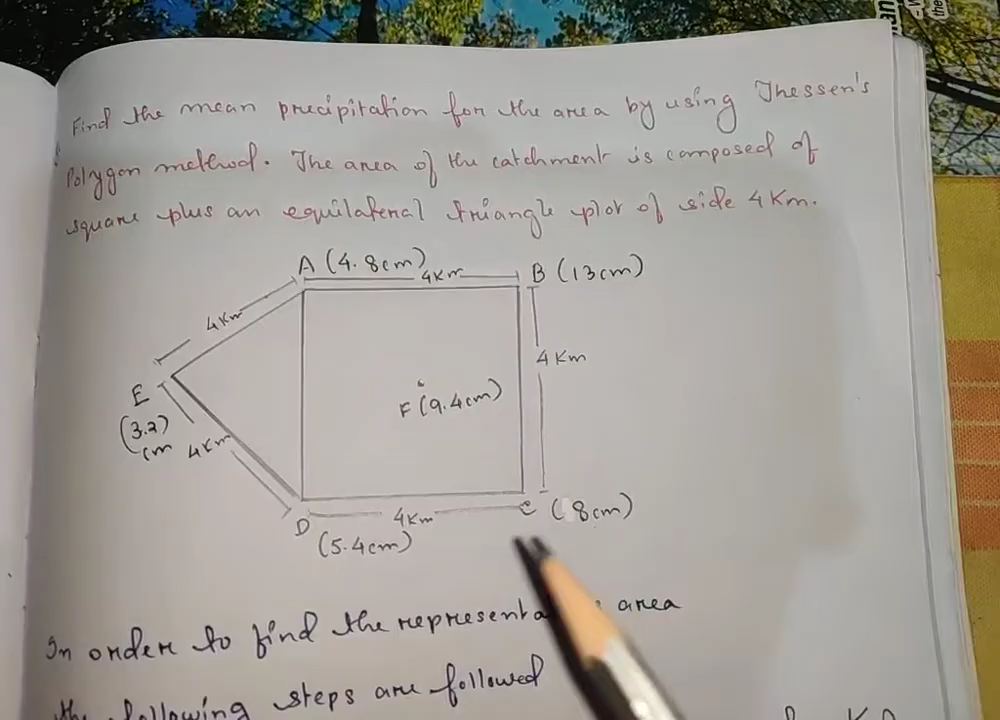 Find the mean precipitation for the area by using Thessen's
Polygon method. The area of the catchment is composed of
square plus an equilateral triangle plot of side 4 Km.
A (4.8cm)
4Km
B (13cm)
4Km
4 Km
E
(3.2)
cm
F (9.4cm)
4Km
D
4Km
C (8cm)
(5.4cm)
In order to find the area
the following steps are followed